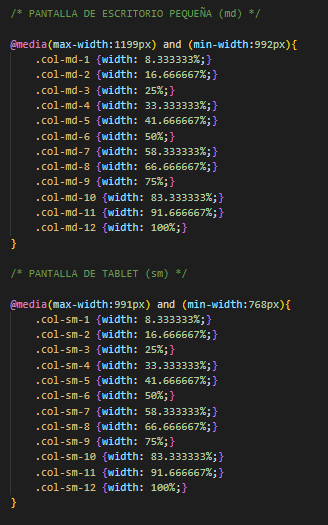 /* PANTALLA DE ESCRITORIO PEQUEÑA (md) */
@media(max-width:1199px) and (min-width:992px){
.col-md-1 {width: 8.333333%;}
.col-md-2 {width: 16.666667%;}
.col-md-3 {width: 25%;}
.col-md-4 {width: 33.333333%;}
.col-md-5 {width: 41.666667%;}
.col-md-6 {width: 50%;}
.col-md-7 {width: 58.333333%;}
.col-md-8 {width: 66.666667%;}
.col-md-9 {width: 75%;}
.col-md-10 {width: 83.333333%;}
.col-md-11 {width: 91.666667%;}
.col-md-12 {width: 100%;}
}
/* PANTALLA DE TABLET (sm) */
@media(max-width:991px) and (min-width:768px){
.col-sm-1 {width: 8.333333%;}
.col-sm-2 {width: 16.666667%;}
.col-sm-3 {width: 25%;}
.col-sm-4 {width: 33.333333%;}
.col-sm-5 {width: 41.666667%;}
.col-sm-6 {width: 50%;}
.col-sm-7 {width: 58.333333%;}
.col-sm-8 {width: 66.666667%;}
.col-sm-9 {width: 75%;}
.col-sm-10 {width: 83.333333%;}
.col-sm-11 {width: 91.666667%;}
.col-sm-12 {width: 100%;}
}